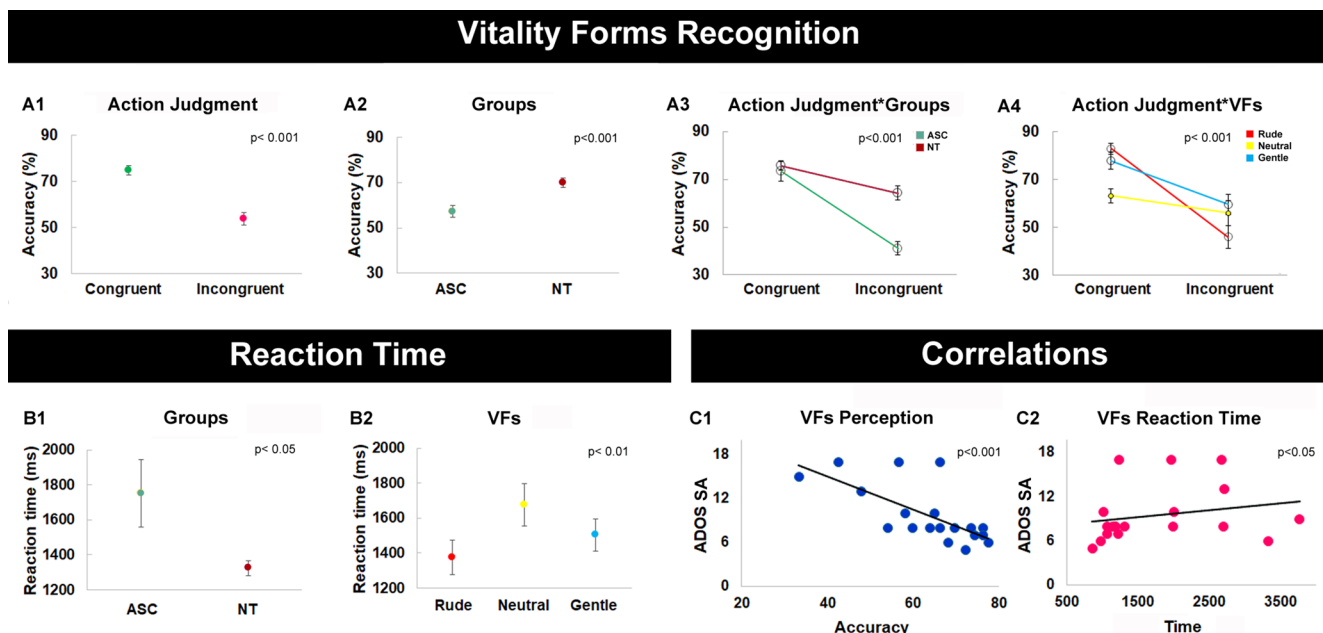 Vitality Forms Recognition
A1 Action Judgment
p< 0.001
Accuracy (%)
90
70
50
30
Congruent Incongruent
A2 Groups
p<0.001
Accuracy (%)
90
70
50
30
ASC NT
A3 Action Judgment*Groups
p<0.001
ASC
NT
Accuracy (%)
90
70
50
30
Congruent Incongruent
A4 Action Judgment*VFs
p< 0.001
Rude
Neutral
Gentle
Accuracy (%)
90
70
50
30
Congruent Incongruent
Reaction Time
B1 Groups
p< 0.05
Reaction time (ms)
2000
1800
1600
1400
1200
ASC NT
B2 VFs
p< 0.01
Reaction time (ms)
2000
1800
1600
1400
1200
Rude Neutral Gentle
Correlations
C1 VFs Perception
p<0.001
ADOS SA
18
12
6
0
20 40 60 80
Accuracy
C2 VFs Reaction Time
p<0.05
ADOS SA
18
12
6
0
500 1500 2500 3500
Time